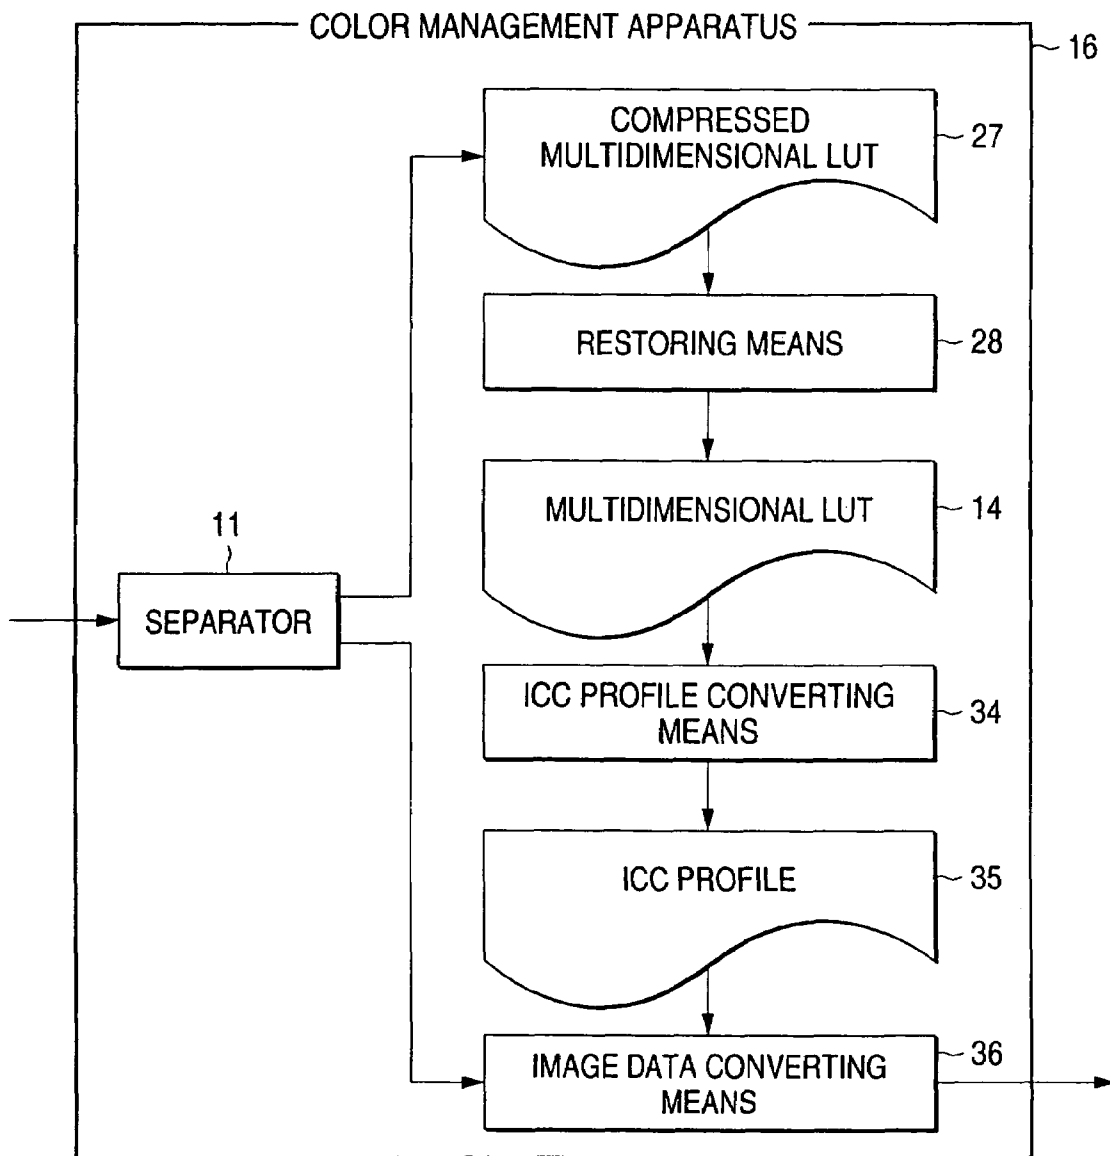 COLOR MANAGEMENT APPARATUS
16
COMPRESSED
MULTIDIMENSIONAL LUT
27
RESTORING MEANS
28
MULTIDIMENSIONAL LUT
14
11
SEPARATOR
ICC PROFILE CONVERTING
MEANS
34
ICC PROFILE
35
IMAGE DATA CONVERTING
MEANS
36